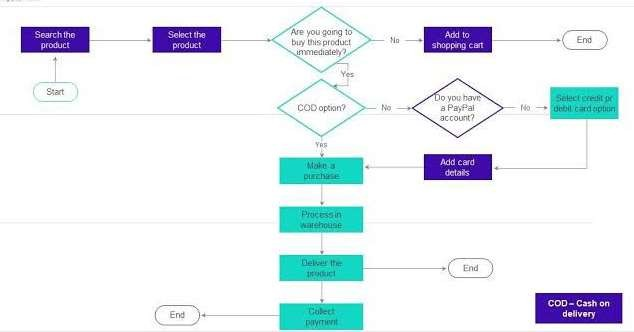 Search the
product
Select the
product
Are you going to
buy this product
immediately?
No
Add to
shopping cart
End
Yes
Start
COD option?
No
Do you have
a PayPal
account?
No
Select credit or
debit card option
Yes
Make a
purchase
Add card
details
Process in
warehouse
Deliver the
product
End
Collect
payment
End
COD – Cash on
delivery